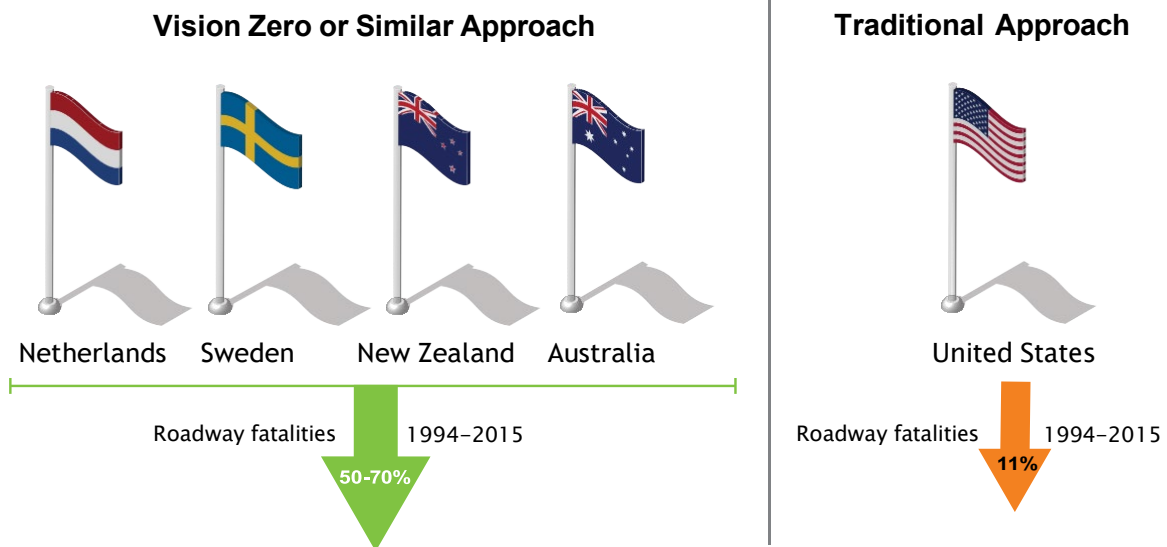 Vision Zero or Similar Approach
Netherlands
Sweden
New Zealand
Australia
Roadway fatalities
1994–2015
50-70%
Traditional Approach
United States
Roadway fatalities
1994–2015
11%